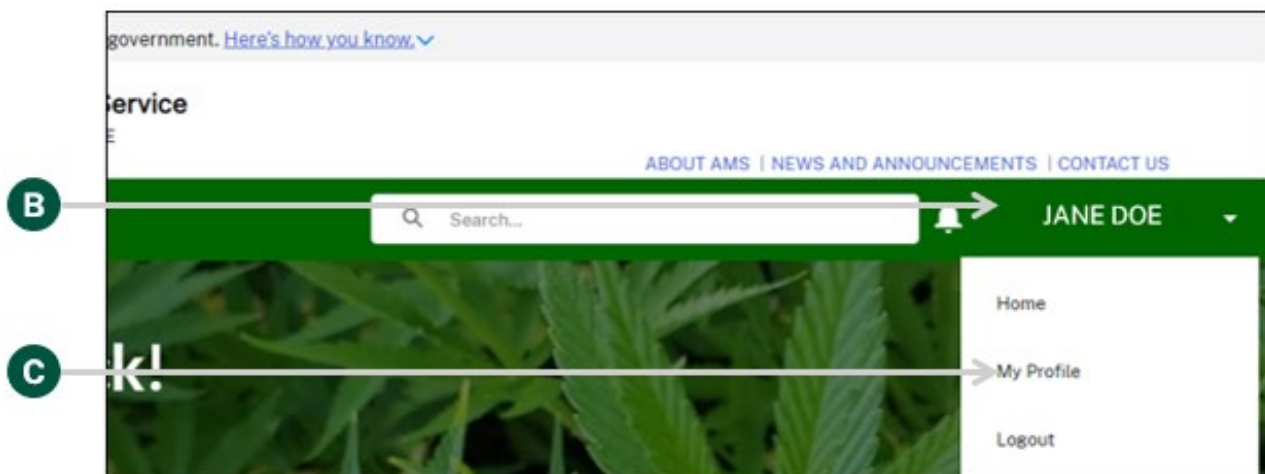 government. Here's how you know.
Service
E
ABOUT AMS | NEWS AND ANNOUNCEMENTS | CONTACT US
B
Search...
JANE DOE
Home
C
k!
My Profile
Logout